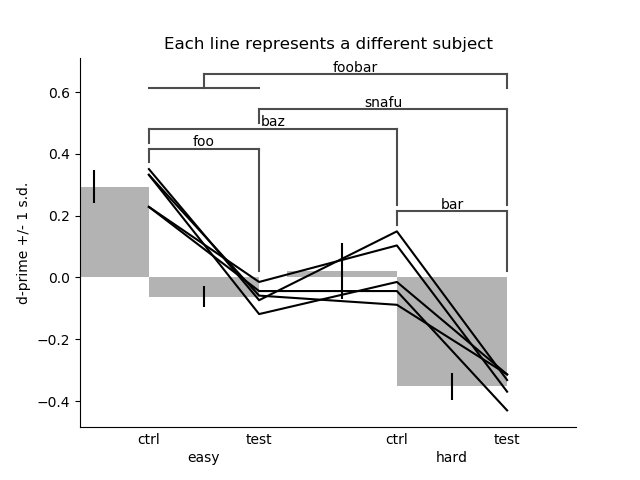 Each line represents a different subject
foobar
snafu
baz
foo
bar
d-prime +/- 1 s.d.
0.6
0.4
0.2
0.0
−0.2
−0.4
ctrl test ctrl test
easy hard